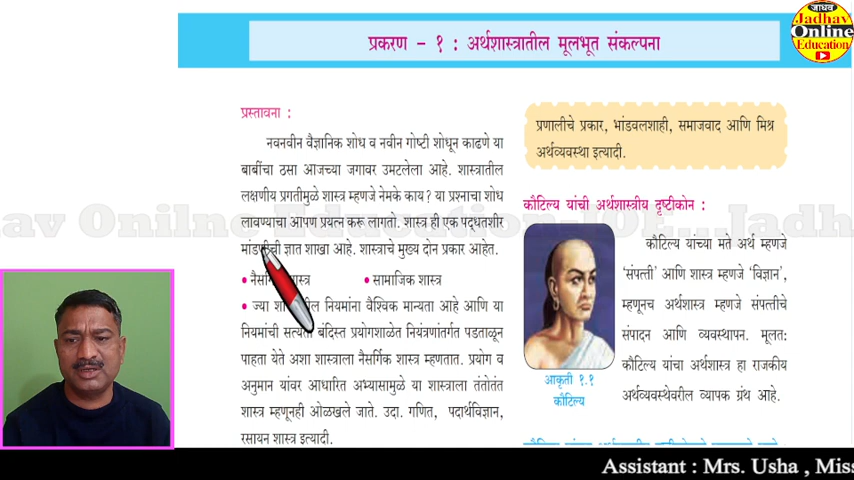 प्रकरण - १ : अर्थशास्त्रातील मूलभूत संकल्पना
जाधव
Jadhav
Online
Education
प्रस्तावना :
नवनवीन वैज्ञानिक शोध व नवीन गोष्टी शोधून काढणे या
बाबींचा ठसा आजच्या जगावर उमटलेला आहे. शास्त्रातील
लक्षणीय प्रगतीमुळे शास्त्र म्हणजे नेमके काय? या प्रश्नाचा शोध
लावण्याचा आपण प्रयत्न करू लागतो. शास्त्र ही एक पद्धतशीर
ज्ञात शाखा आहे. शास्त्राचे मुख्य दोन प्रकार आहेत.
• शास्त्र • सामाजिक शास्त्र
• ज्या नियमांना वैश्विक मान्यता आहे आणि या
नियमांची सत्यता बंदिस्त प्रयोगशाळेत नियंत्रणांतर्गत पडताळून
पाहता येते अशा शास्त्राला नैसर्गिक शास्त्र म्हणतात. प्रयोग व
अनुमान यांवर आधारित अभ्यासामुळे या शास्त्राला तंतोतंत
शास्त्र म्हणूनही ओळखले जाते. उदा. गणित, पदार्थविज्ञान,
रसायन शास्त्र इत्यादी.
प्रणालीचे प्रकार, भांडवलशाही, समाजवाद आणि मिश्र
अर्थव्यवस्था इत्यादी.
कौटिल्य यांची अर्थशास्त्रीय दृष्टीकोन :
कौटिल्य यांच्या मते अर्थ म्हणजे
‘संपत्ती’ आणि शास्त्र म्हणजे ‘विज्ञान’,
म्हणूनच अर्थशास्त्र म्हणजे संपत्तीचे
संपादन आणि व्यवस्थापन. मूलत:
कौटिल्य यांचा अर्थशास्त्र हा राजकीय
अर्थव्यवस्थेवरील व्यापक ग्रंथ आहे.
आकृती १.१
कौटिल्य
Assistant : Mrs. Usha , Miss